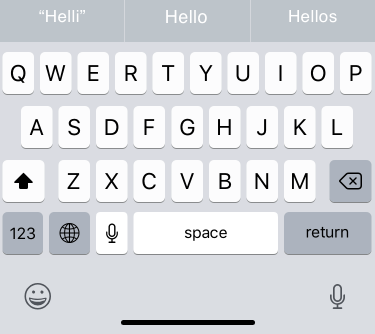 “Helli” Hello Hellos
Q W E R T Y U I O P
A S D F G H J K L
Z X C V B N M
123 space return